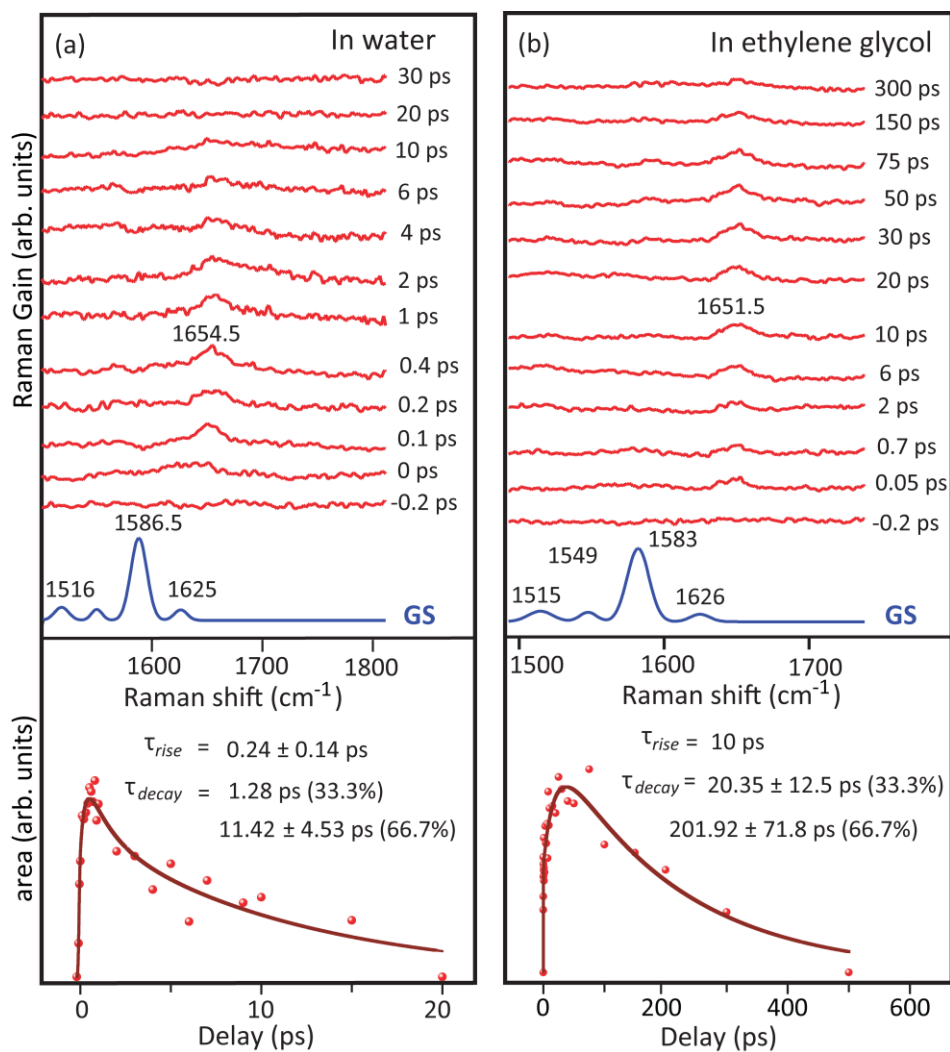 (a) In water
30 ps
20 ps
10 ps
6 ps
4 ps
2 ps
1 ps
1654.5
0.4 ps
0.2 ps
0.1 ps
0 ps
-0.2 ps
1586.5
1516 1625
GS
1600 1700 1800
Raman shift (cm⁻¹)
Raman Gain (arb. units)
τrise = 0.24 ± 0.14 ps
τdecay = 1.28 ps (33.3%)
11.42 ± 4.53 ps (66.7%)
area (arb. units)
0 10 20
Delay (ps)
(b) In ethylene glycol
300 ps
150 ps
75 ps
50 ps
30 ps
20 ps
1651.5
10 ps
6 ps
2 ps
0.7 ps
0.05 ps
-0.2 ps
1583
1549
1515 1626
GS
1500 1600 1700
Raman shift (cm⁻¹)
τrise = 10 ps
τdecay = 20.35 ± 12.5 ps (33.3%)
201.92 ± 71.8 ps (66.7%)
0 200 400 600
Delay (ps)